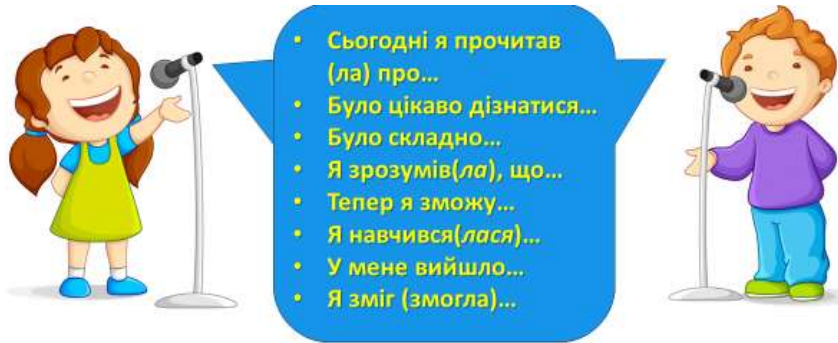 • Сьогодні я прочитав
(ла) про...
• Було цікаво дізнатися...
• Було складно...
• Я зрозумів(ла), що...
• Тепер я зможу...
• Я навчився(лася)...
• У мене вийшло...
• Я зміг (змогла)...